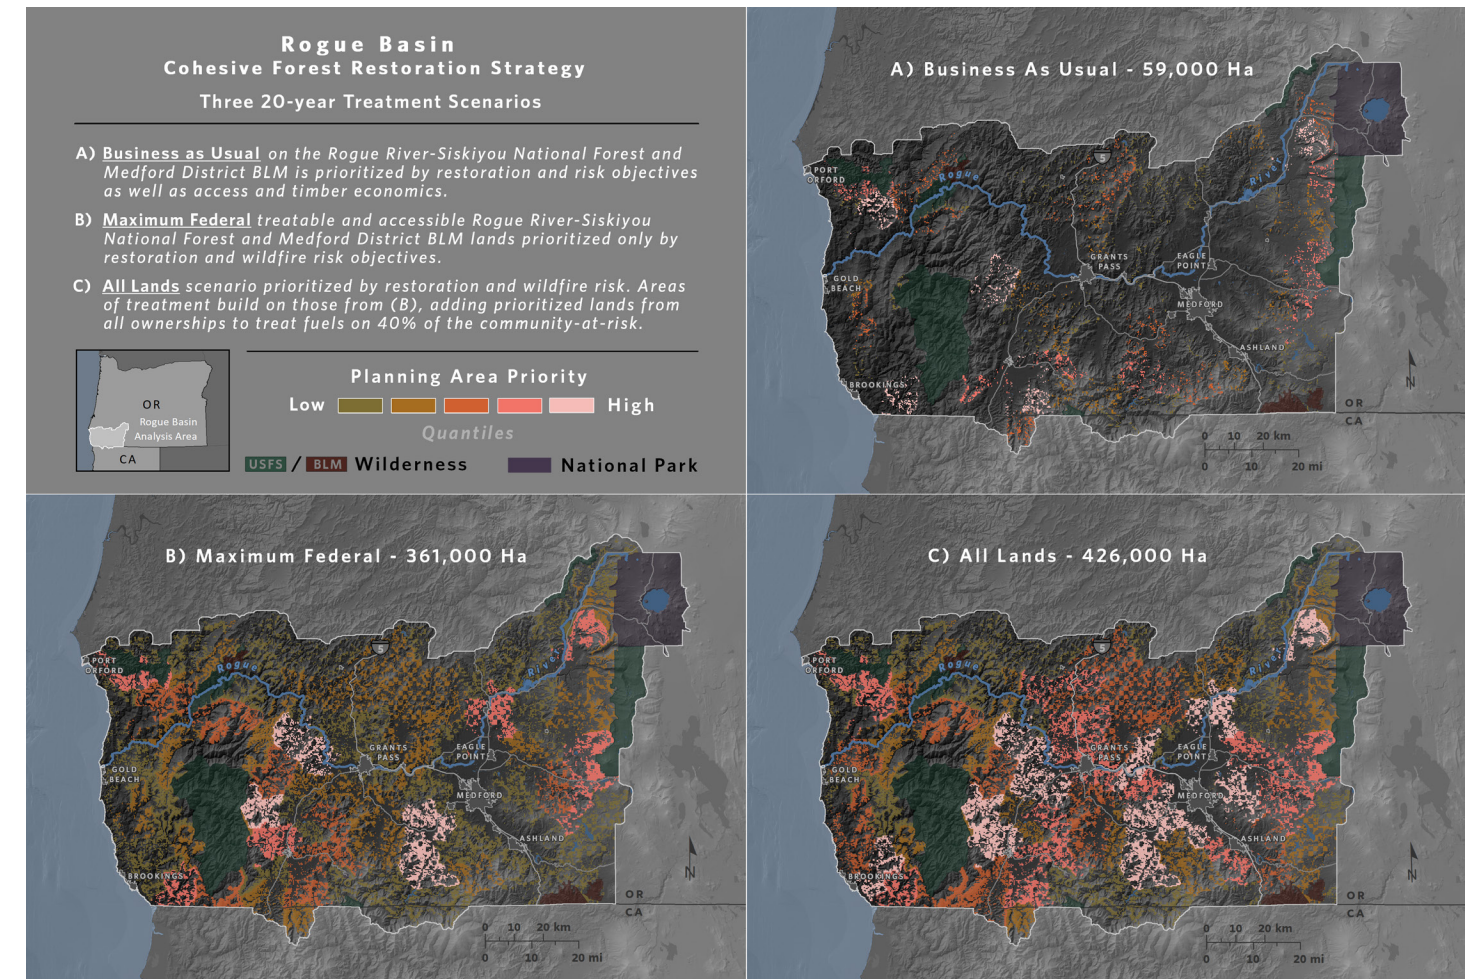 Rogue Basin
Cohesive Forest Restoration Strategy
Three 20-year Treatment Scenarios
A) Business as Usual on the Rogue River-Siskiyou National Forest and
Medford District BLM is prioritized by restoration and risk objectives
as well as access and timber economics.
B) Maximum Federal treatable and accessible Rogue River-Siskiyou
National Forest and Medford District BLM lands prioritized only by
restoration and wildfire risk objectives.
C) All Lands scenario prioritized by restoration and wildfire risk. Areas
of treatment build on those from (B), adding prioritized lands from
all ownerships to treat fuels on 40% of the community-at-risk.
OR
Rogue Basin
Analysis Area
CA
Planning Area Priority
Low High
Quantiles
USFS / BLM Wilderness National Park
A) Business As Usual - 59,000 Ha
PORT
ORFORD
Rogue
5
River
GRANTS
PASS
EAGLE
POINT
GOLD
BEACH
MEDFORD
ASHLAND
BROOKINGS
N
OR
CA
0 10 20 km
0 10 20 mi
B) Maximum Federal - 361,000 Ha
PORT
ORFORD
Rogue
5
River
GRANTS
PASS
EAGLE
POINT
GOLD
BEACH
MEDFORD
ASHLAND
BROOKINGS
N
OR
CA
0 10 20 km
0 10 20 mi
C) All Lands - 426,000 Ha
PORT
ORFORD
Rogue
5
River
GRANTS
PASS
EAGLE
POINT
GOLD
BEACH
MEDFORD
ASHLAND
BROOKINGS
N
OR
CA
0 10 20 km
0 10 20 mi